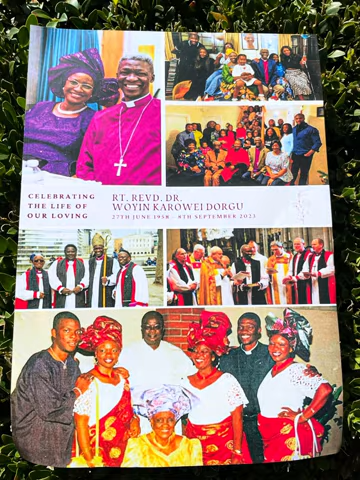 CELEBRATING
THE LIFE OF
OUR LOVING
RT. REVD. DR.
WOYIN KAROWEI DORGU
27TH JUNE 1958 - 8TH SEPTEMBER 2023